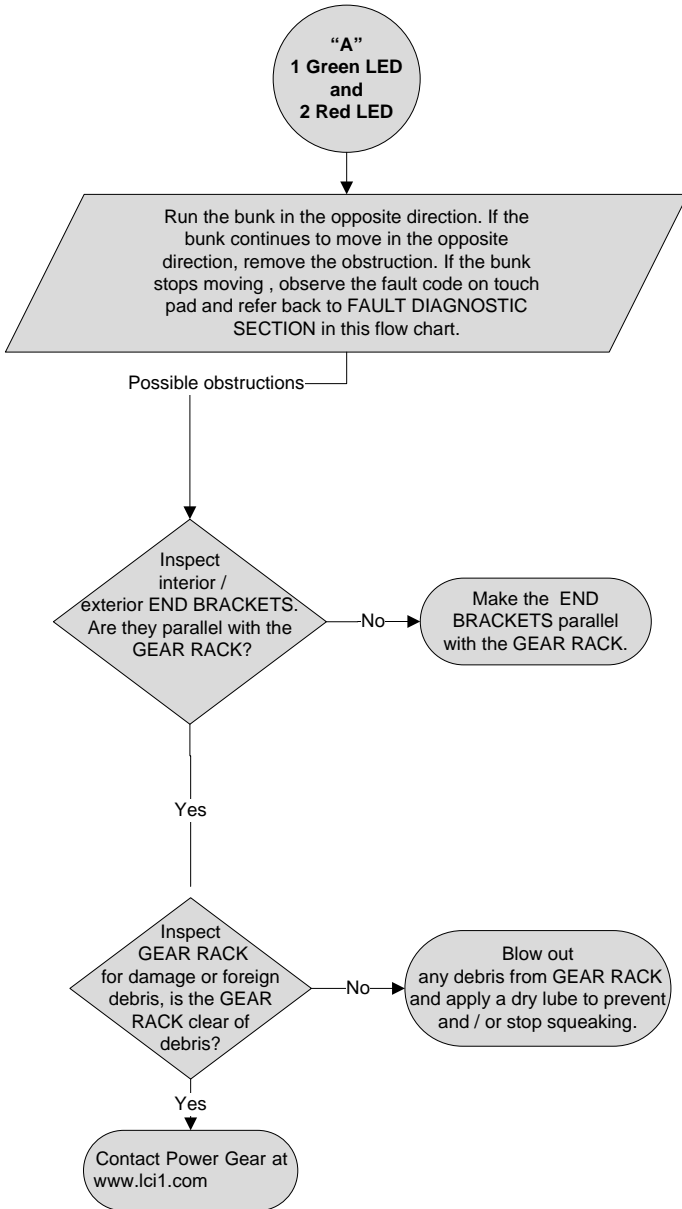 “A”
1 Green LED
and
2 Red LED
Run the bunk in the opposite direction. If the
bunk continues to move in the opposite
direction, remove the obstruction. If the bunk
stops moving , observe the fault code on touch
pad and refer back to FAULT DIAGNOSTIC
SECTION in this flow chart.
Possible obstructions
Inspect
interior /
exterior END BRACKETS.
Are they parallel with the
GEAR RACK?
No
Make the END
BRACKETS parallel
with the GEAR RACK.
Yes
Inspect
GEAR RACK
for damage or foreign
debris, is the GEAR
RACK clear of
debris?
No
Blow out
any debris from GEAR RACK
and apply a dry lube to prevent
and / or stop squeaking.
Yes
Contact Power Gear at
www.lci1.com